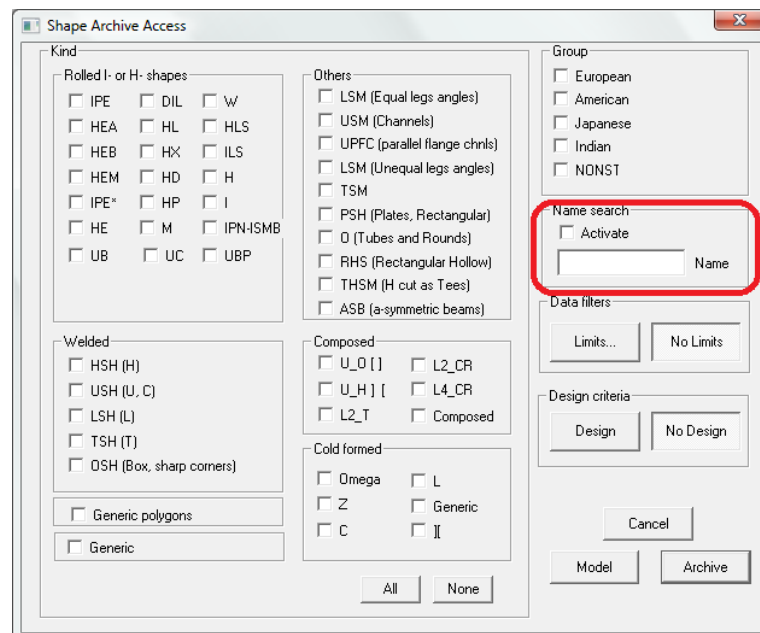 Shape Archive Access
Kind
Rolled I- or H- shapes
IPE DIL W
HEA HL HLS
HEB HX ILS
HEM HD H
IPE* HP I
HE M IPN-ISMB
UB UC UBP
Others
LSM (Equal legs angles)
USM (Channels)
UPFC (parallel flange chnls)
LSM (Unequal legs angles)
TSM
PSH (Plates, Rectangular)
O (Tubes and Rounds)
RHS (Rectangular Hollow)
THSM (H cut as Tees)
ASB (a-symmetric beams)
Welded
HSH (H)
USH (U, C)
LSH (L)
TSH (T)
OSH (Box, sharp corners)
Generic polygons
Generic
Composed
U_O [ ] L2_CR
U_H ] [ L4_CR
L2_T Composed
Cold formed
Omega L
Z Generic
C ][
All None
Group
European
American
Japanese
Indian
NONST
Name search
Activate
Name
Data filters
Limits... No Limits
Design criteria
Design No Design
Cancel
Model Archive